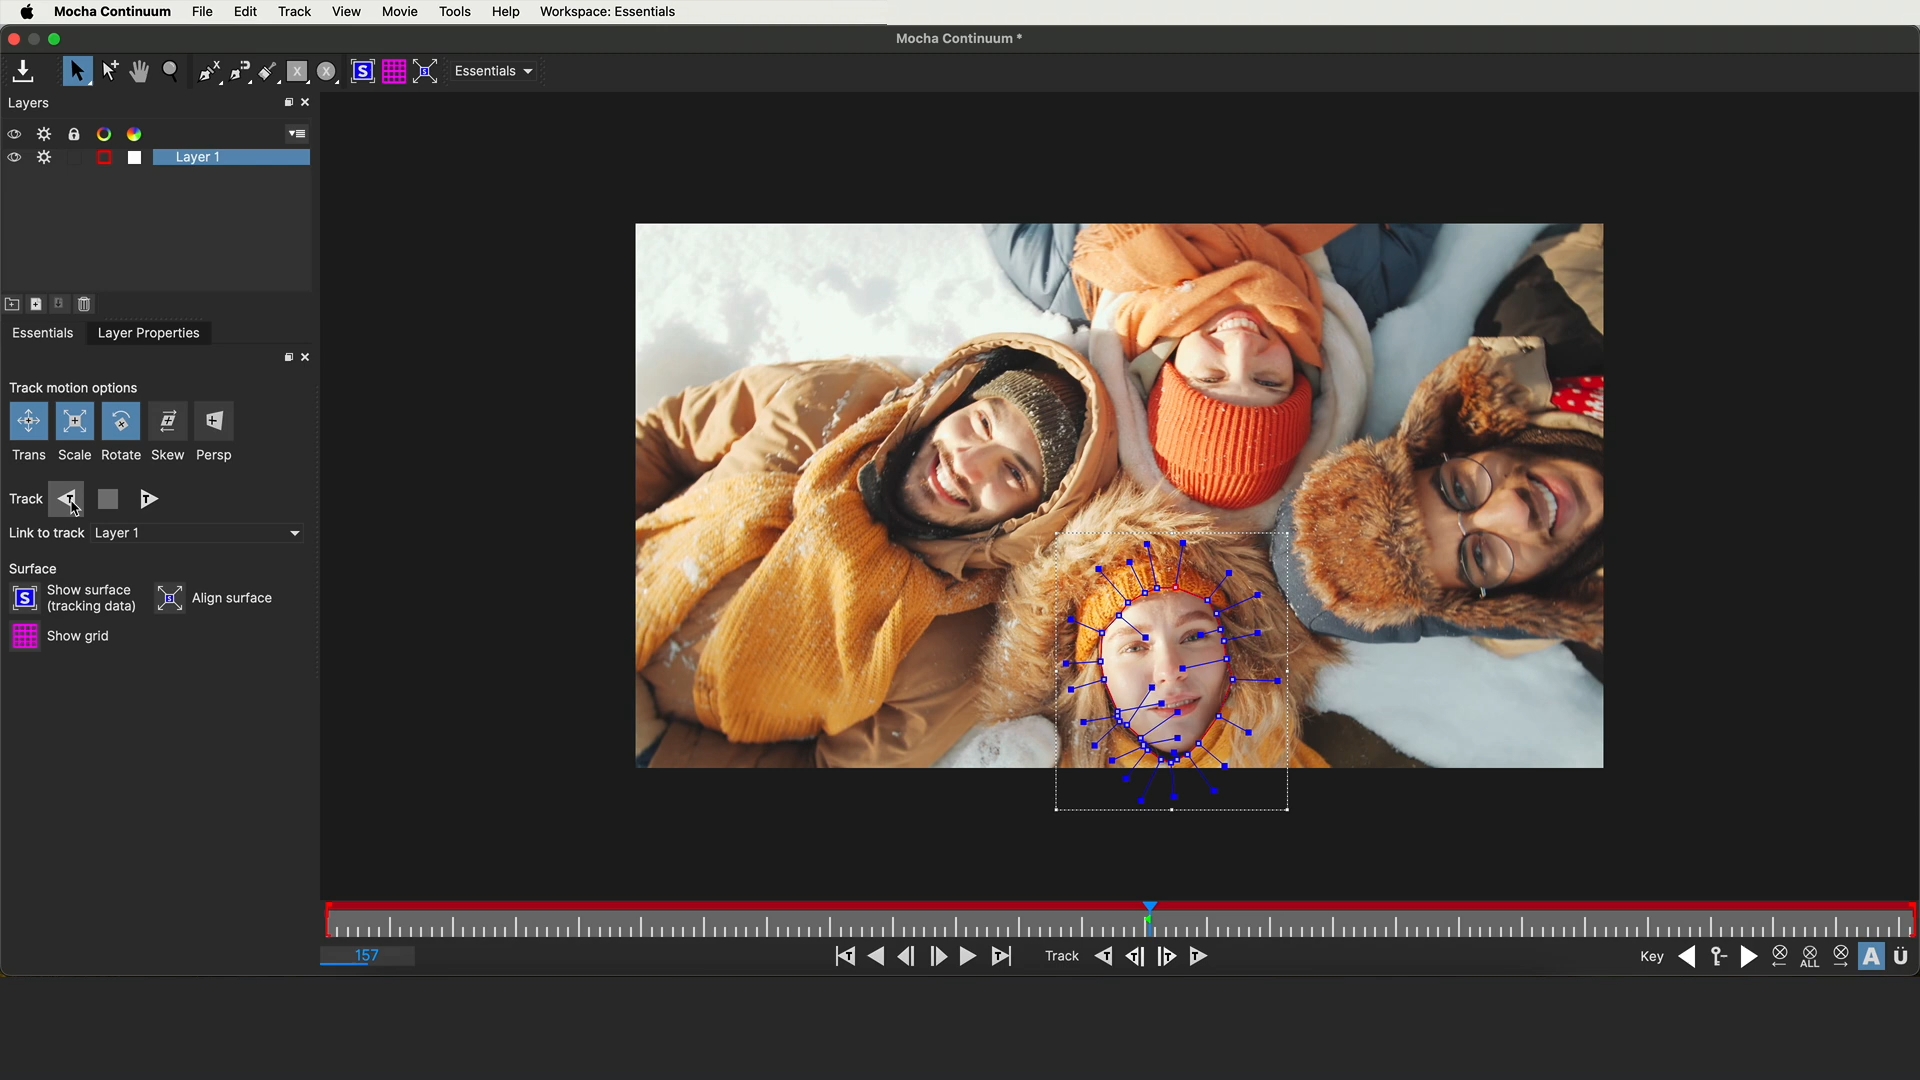 Mocha Continuum File Edit Track View Movie Tools Help Workspace: Essentials
Mocha Continuum *
S Essentials
Layers
Layer 1
Essentials Layer Properties
Track motion options
Trans Scale Rotate Skew Persp
Track T T
Link to track Layer 1
Surface
S Show surface
(tracking data)
S Align surface
Show grid
157 T T Track T T T T Key ALL A Ü